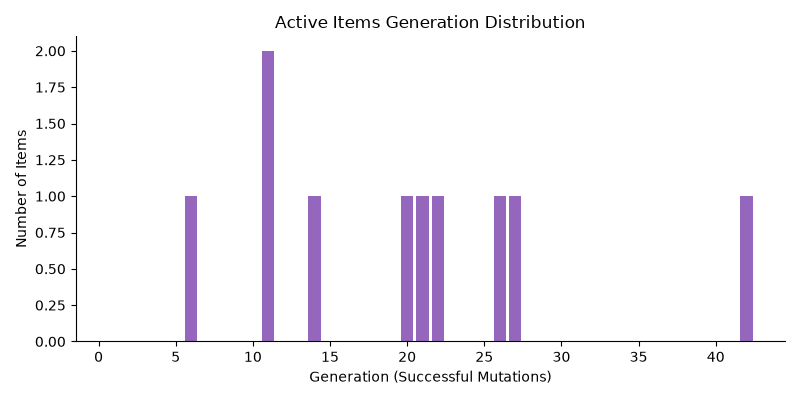 Active Items Generation Distribution
Number of Items
2.00
1.75
1.50
1.25
1.00
0.75
0.50
0.25
0.00
0 5 10 15 20 25 30 35 40
Generation (Successful Mutations)